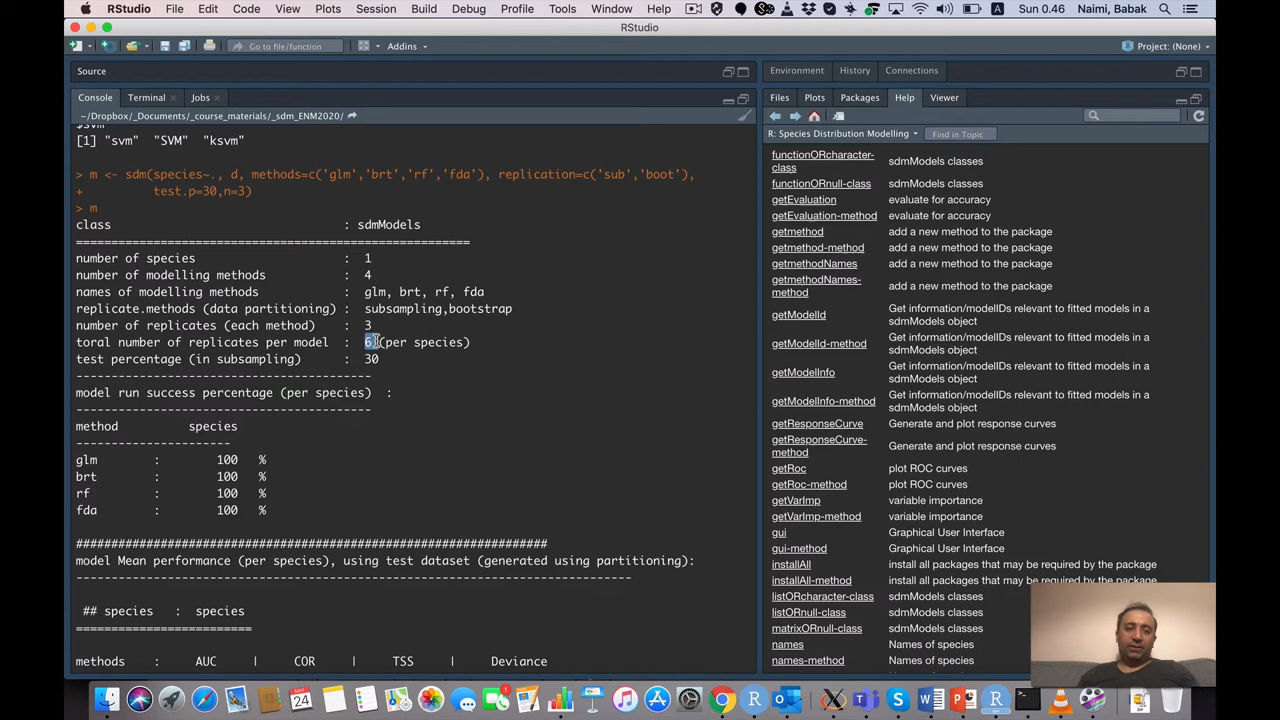 RStudio File Edit Code View Plots Session Build Debug Profile Tools Window Help Sun 0.46 Naimi, Babak
RStudio
Go to file/function Addins Project: (None)
Source
Console Terminal Jobs
~/Dropbox/_Documents/_course_materials/_sdm_ENM2020/
$svm
[1] "svm" "SVM" "ksvm"
> m <- sdm(species~., d, methods=c('glm','brt','rf','fda'), replication=c('sub','boot'),
+ test.p=30,n=3)
> m
class : sdmModels
========================================================
number of species : 1
number of modelling methods : 4
names of modelling methods : glm, brt, rf, fda
replicate.methods (data partitioning) : subsampling,bootstrap
number of replicates (each method) : 3
toral number of replicates per model : 6 (per species)
test percentage (in subsampling) : 30
------------------------------------------
model run success percentage (per species) :
------------------------------------------
method species
----------------------
glm : 100 %
brt : 100 %
rf : 100 %
fda : 100 %
###################################################################
model Mean performance (per species), using test dataset (generated using partitioning):
-------------------------------------------------------------------------------
## species : species
=========================
methods : AUC | COR | TSS | Deviance
Environment History Connections
Files Plots Packages Help Viewer
R: Species Distribution Modelling Find in Topic
functionORcharacter- sdmModels classes
class
functionORnull-class sdmModels classes
getEvaluation evaluate for accuracy
getEvaluation-method evaluate for accuracy
getmethod add a new method to the package
getmethod-method add a new method to the package
getmethodNames add a new method to the package
getmethodNames- add a new method to the package
method
getModelId Get information/modelIDs relevant to fitted models in a
sdmModels object
getModelId-method Get information/modelIDs relevant to fitted models in a
sdmModels object
getModelInfo Get information/modelIDs relevant to fitted models in a
sdmModels object
getModelInfo-method Get information/modelIDs relevant to fitted models in a
sdmModels object
getResponseCurve Generate and plot response curves
getResponseCurve- Generate and plot response curves
method
getRoc plot ROC curves
getRoc-method plot ROC curves
getVarImp variable importance
getVarImp-method variable importance
gui Graphical User Interface
gui-method Graphical User Interface
installAll install all packages that may be required by the package
installAll-method install all packages that may be required by the package
listORcharacter-class sdmModels classes
listORnull-class sdmModels classes
matrixORnull-class sdmModels classes
names Names of species
names-method Names of species